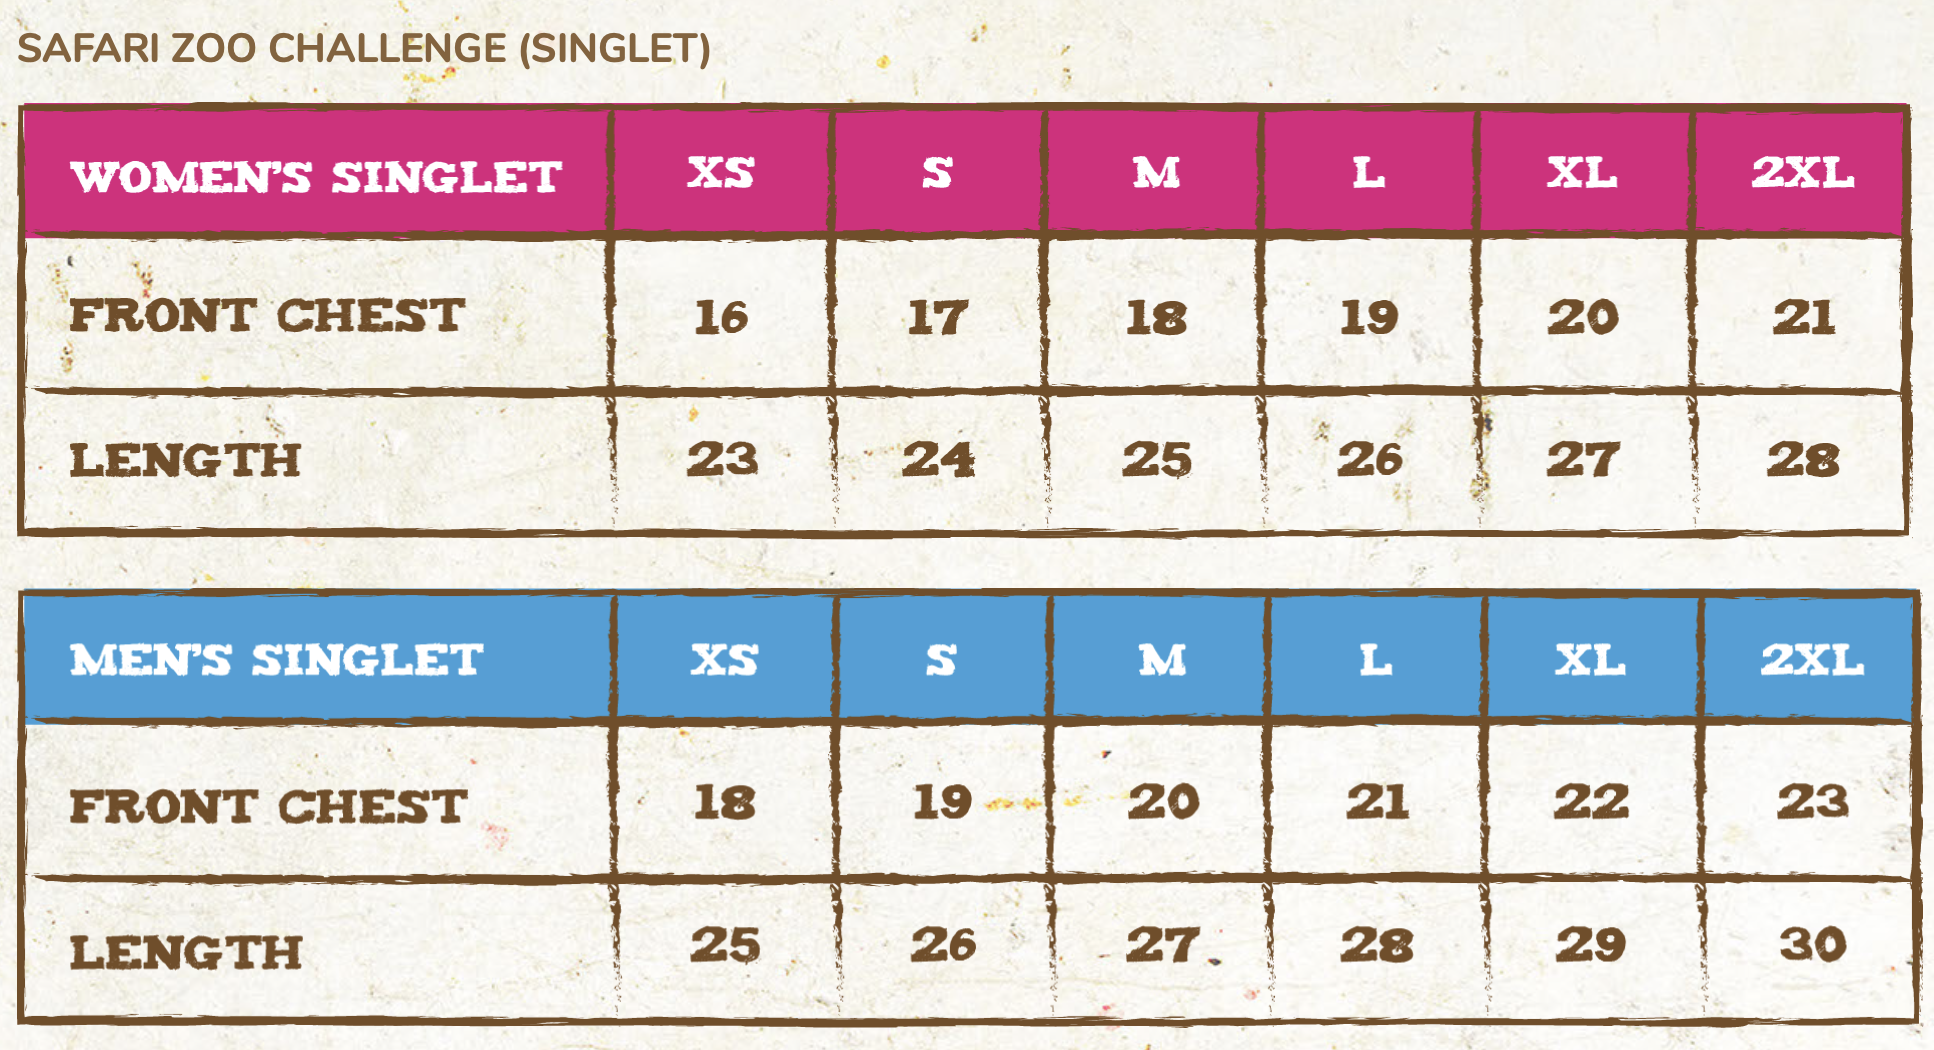 SAFARI ZOO CHALLENGE (SINGLET)
WOMEN'S SINGLET XS S M L XL 2XL
FRONT CHEST 16 17 18 19 20 21
LENGTH 23 24 25 26 27 28
MEN'S SINGLET XS S M L XL 2XL
FRONT CHEST 18 19 20 21 22 23
LENGTH 25 26 27 28 29 30